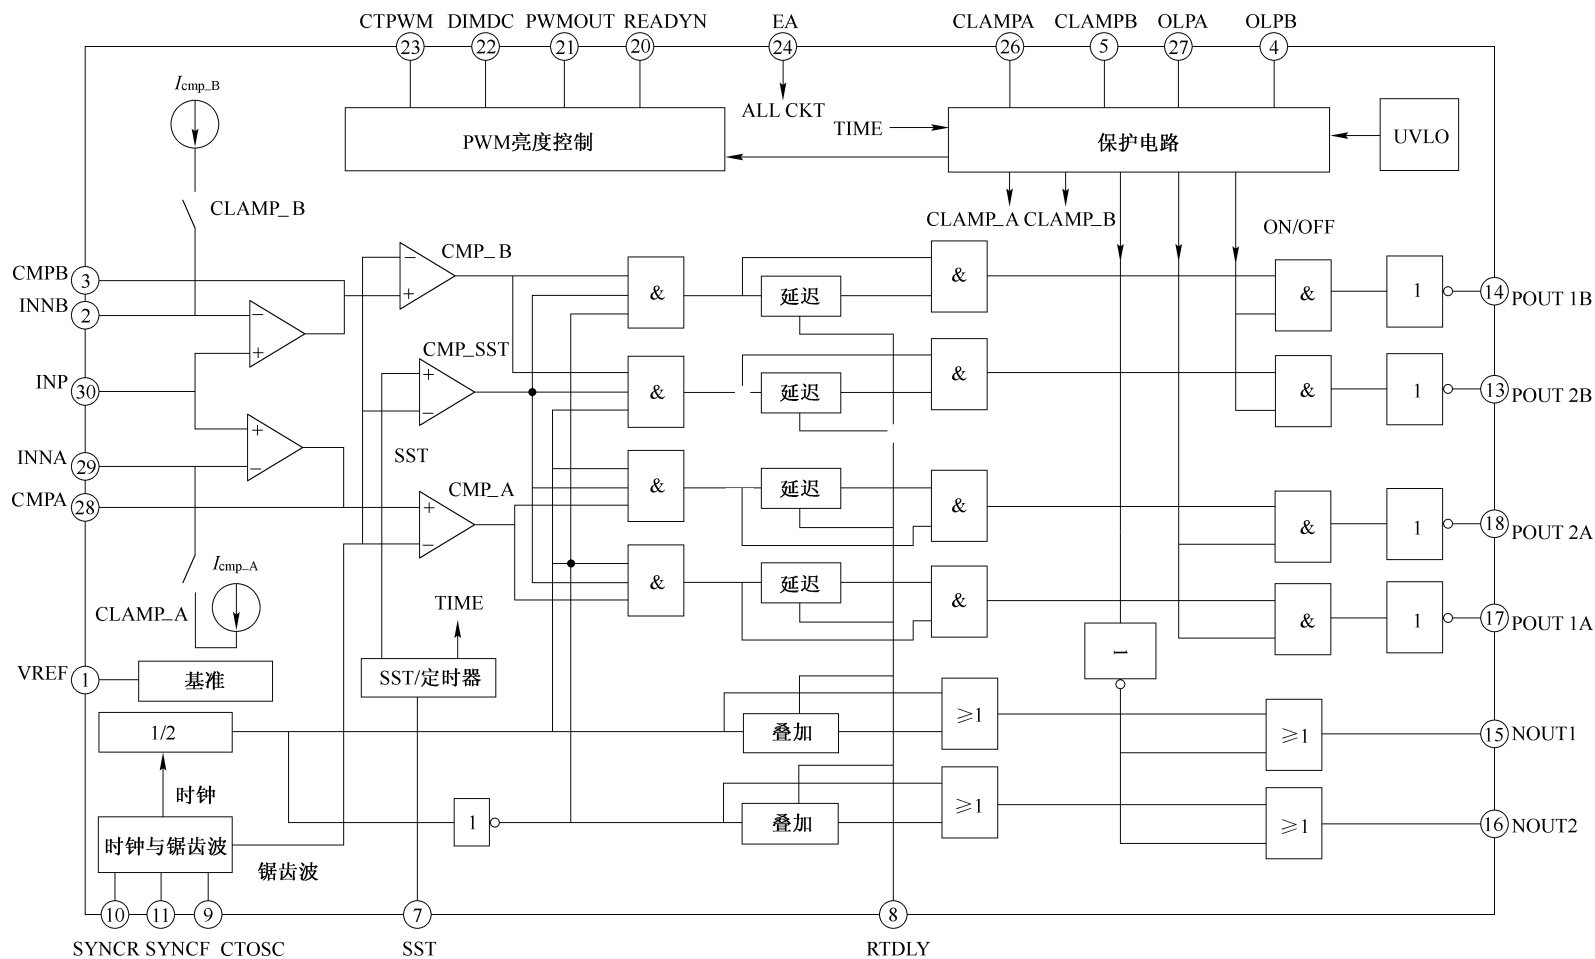 CTPWM DIMDC PWMOUT READYN EA CLAMPA CLAMPB OLPA OLPB
23 22 21 20 24 26 5 27 4
Icmp_B
ALL CKT
TIME
PWM亮度控制
保护电路
UVLO
CLAMP_B
CLAMP_A CLAMP_B
ON/OFF
CMP_B
CMPB 3
INNB 2
− +
− +
& 延迟 & & 1 14 POUT 1B
CMP_SST
INP 30
+ −
& 延迟 & & 1 13 POUT 2B
+ −
SST
INNA 29
CMPA 28
CMP_A
+ −
& 延迟 & & 1 18 POUT 2A
Icmp_A
CLAMP_A
TIME
& 延迟 & & 1 17 POUT 1A
1
VREF 1 基准
SST/定时器
1/2
叠加 ≥1 ≥1 15 NOUT1
时钟
1 叠加 ≥1 ≥1 16 NOUT2
时钟与锯齿波
锯齿波
10 11 9 7 8
SYNCR SYNCF CTOSC SST RTDLY